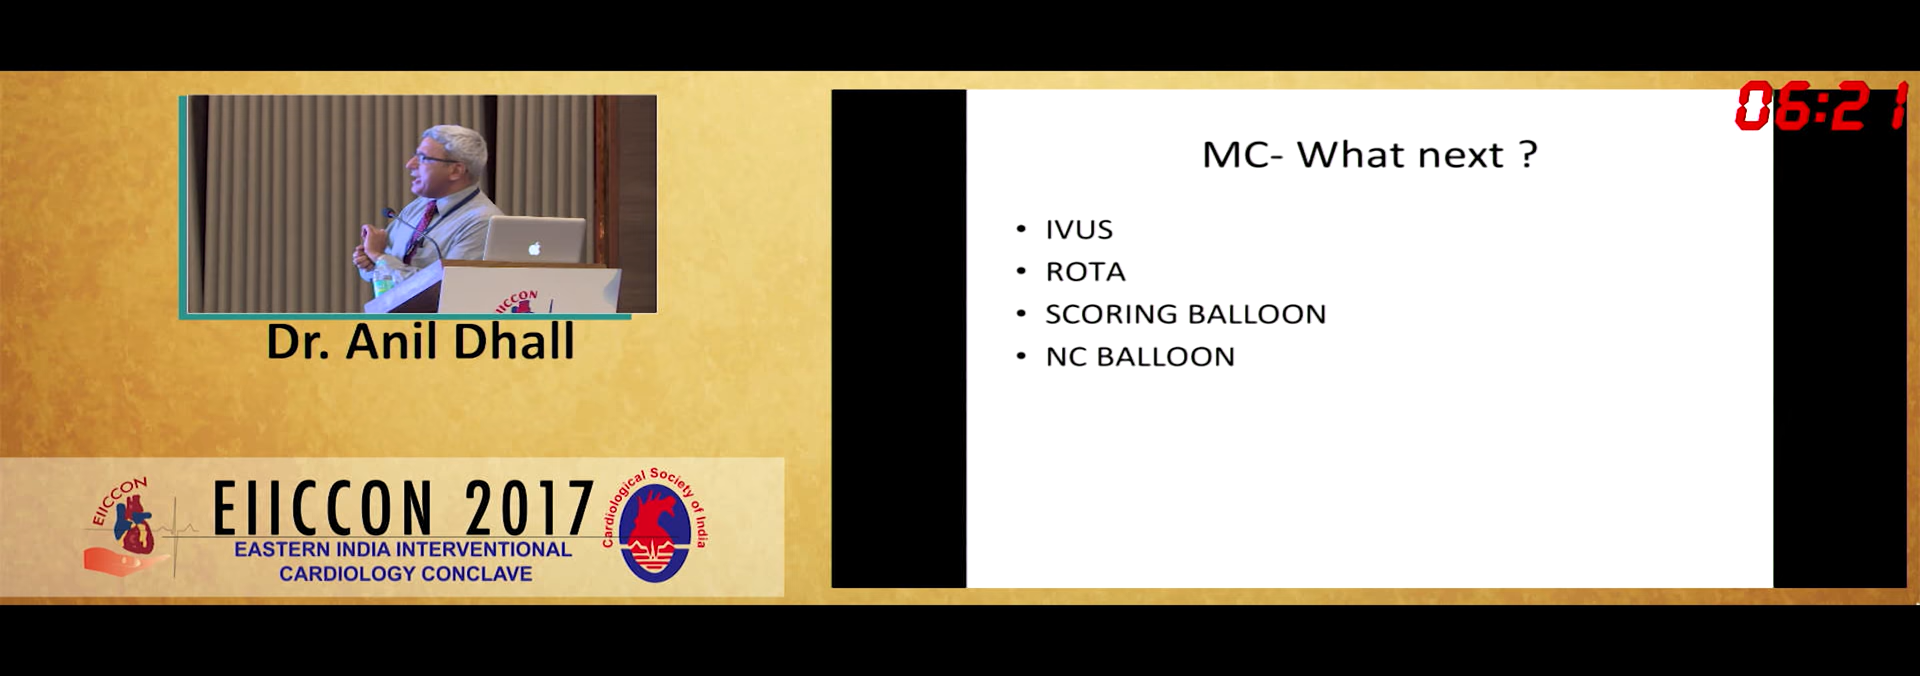 06:21
MC- What next ?
• IVUS
• ROTA
• SCORING BALLOON
• NC BALLOON
EIICCON
Dr. Anil Dhall
EIICCON
EIICCON 2017
EASTERN INDIA INTERVENTIONAL
CARDIOLOGY CONCLAVE
Cardiological Society of India